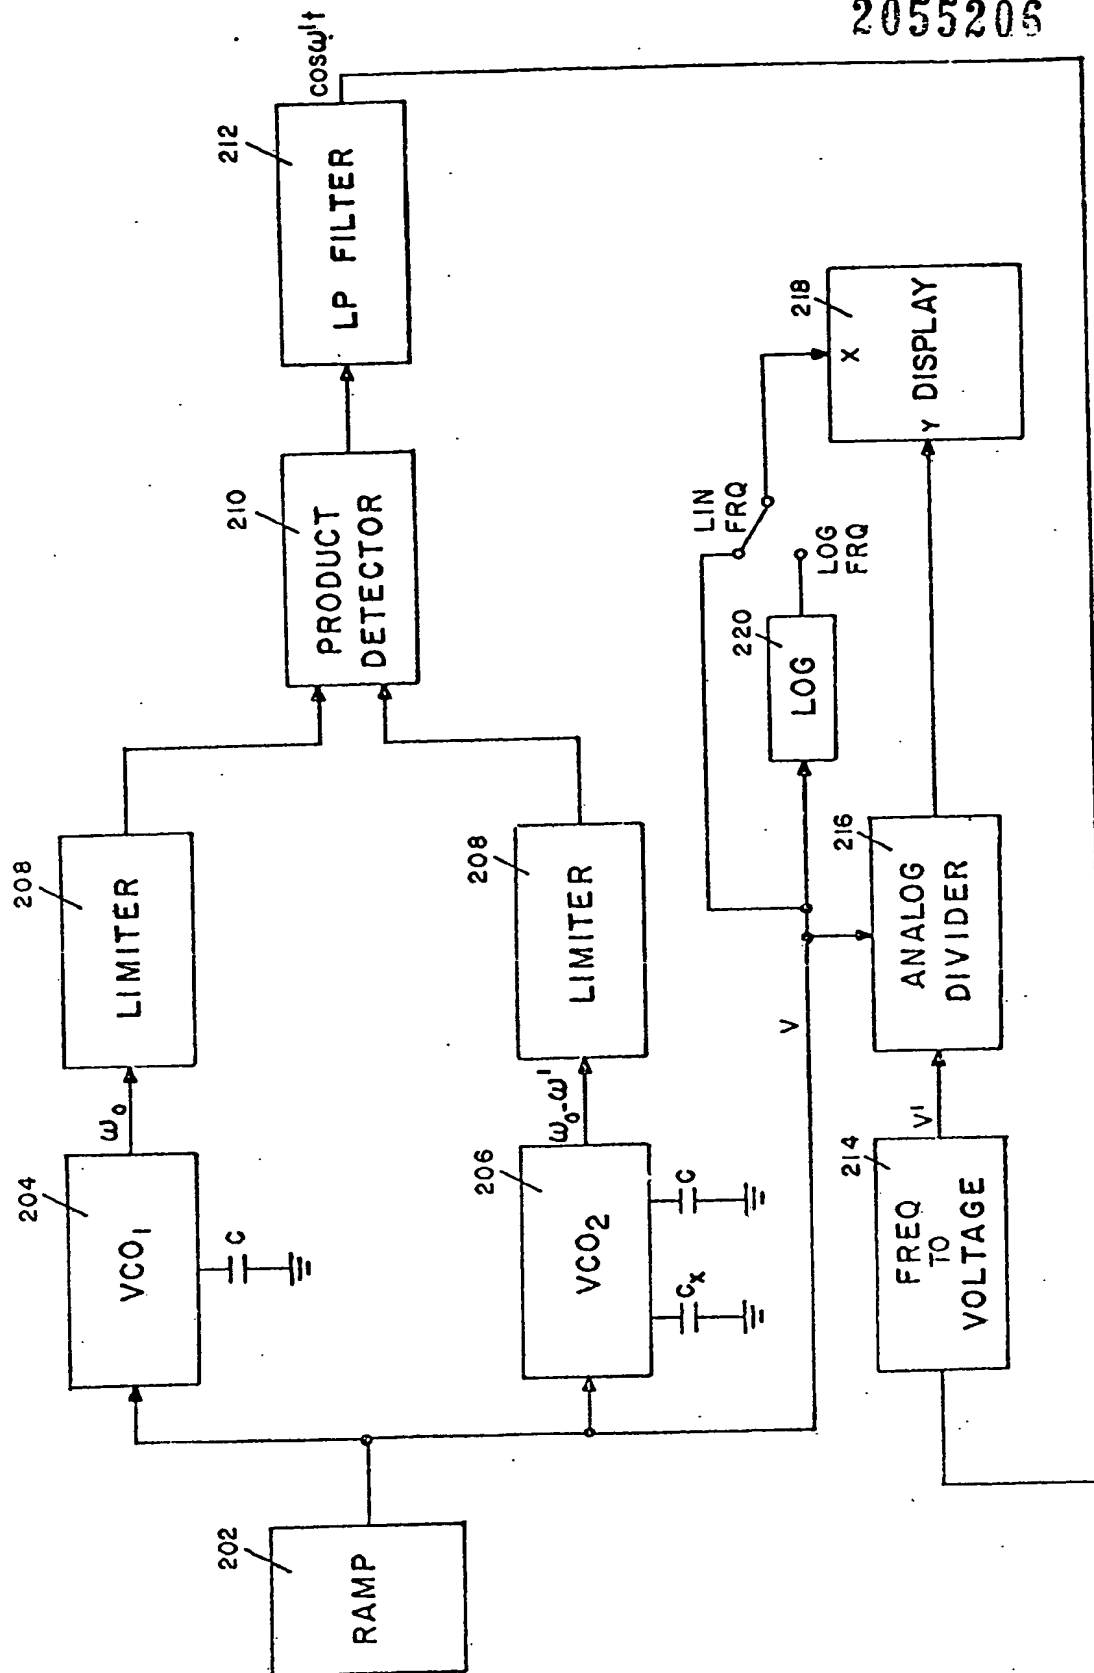 2055206
202
RAMP
204
VCO1
C
ω0
208
LIMITER
206
VCO2
Cx
C
ω0-ω'
208
LIMITER
210
PRODUCT
DETECTOR
212
LP FILTER
cosω't
V
220
LOG
LIN
FRQ
LOG
FRQ
218
X
Y DISPLAY
214
FREQ
TO
VOLTAGE
V'
216
ANALOG
DIVIDER